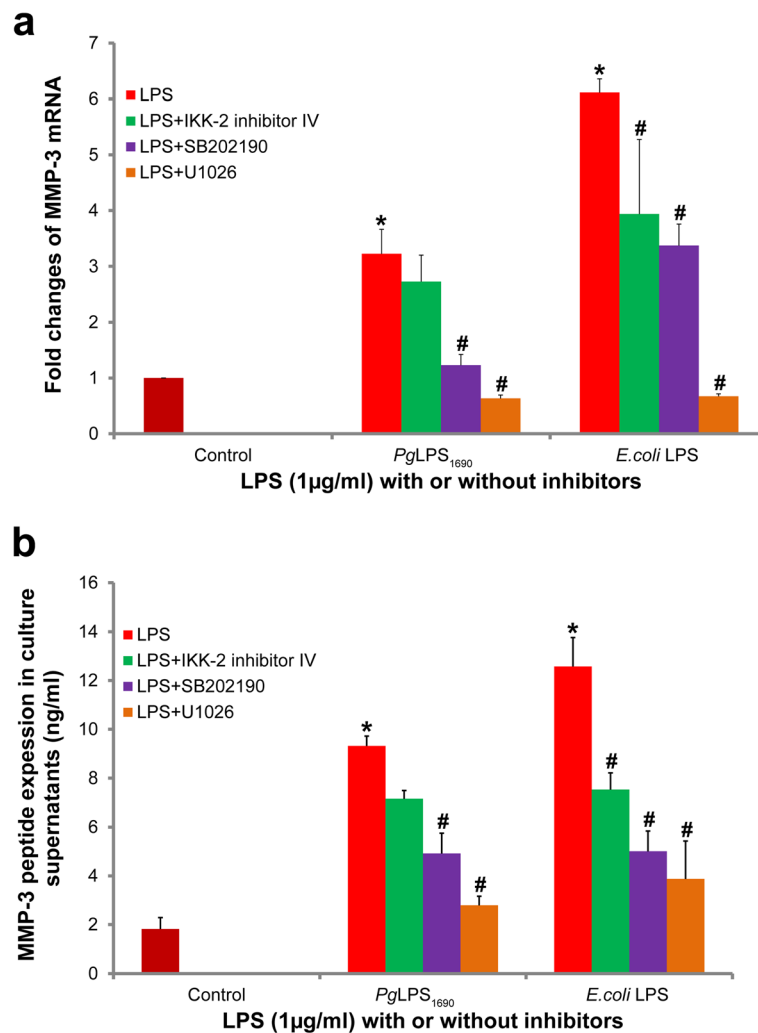 a
Fold changes of MMP-3 mRNA
7
6
5
4
3
2
1
0
LPS
LPS+IKK-2 inhibitor IV
LPS+SB202190
LPS+U1026
*
#
#
*
#
#
#
Control
PgLPS1690
E.coli LPS
LPS (1µg/ml) with or without inhibitors
b
MMP-3 peptide expession in culture
supernatants (ng/ml)
16
14
12
10
8
6
4
2
0
LPS
LPS+IKK-2 inhibitor IV
LPS+SB202190
LPS+U1026
*
#
#
*
#
#
#
Control
PgLPS1690
E.coli LPS
LPS (1µg/ml) with or without inhibitors